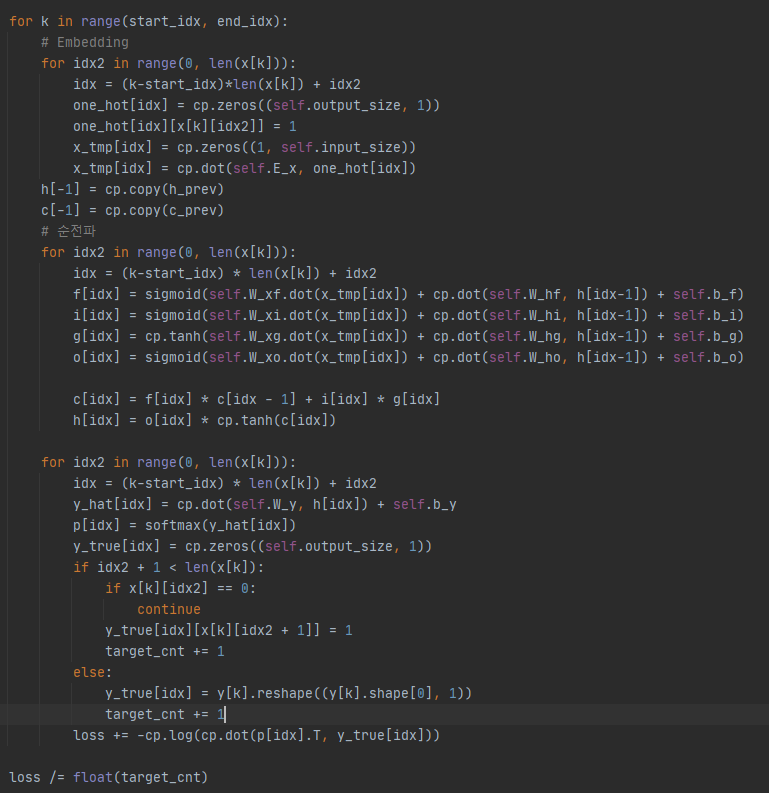 for k in range(start_idx, end_idx):
    # Embedding
    for idx2 in range(0, len(x[k])):
        idx = (k-start_idx)*len(x[k]) + idx2
        one_hot[idx] = cp.zeros((self.output_size, 1))
        one_hot[idx][x[k][idx2]] = 1
        x_tmp[idx] = cp.zeros((1, self.input_size))
        x_tmp[idx] = cp.dot(self.E_x, one_hot[idx])
    h[-1] = cp.copy(h_prev)
    c[-1] = cp.copy(c_prev)
    # 순전파
    for idx2 in range(0, len(x[k])):
        idx = (k-start_idx) * len(x[k]) + idx2
        f[idx] = sigmoid(self.W_xf.dot(x_tmp[idx]) + cp.dot(self.W_hf, h[idx-1]) + self.b_f)
        i[idx] = sigmoid(self.W_xi.dot(x_tmp[idx]) + cp.dot(self.W_hi, h[idx-1]) + self.b_i)
        g[idx] = cp.tanh(self.W_xg.dot(x_tmp[idx]) + cp.dot(self.W_hg, h[idx-1]) + self.b_g)
        o[idx] = sigmoid(self.W_xo.dot(x_tmp[idx]) + cp.dot(self.W_ho, h[idx-1]) + self.b_o)

        c[idx] = f[idx] * c[idx - 1] + i[idx] * g[idx]
        h[idx] = o[idx] * cp.tanh(c[idx])

    for idx2 in range(0, len(x[k])):
        idx = (k-start_idx) * len(x[k]) + idx2
        y_hat[idx] = cp.dot(self.W_y, h[idx]) + self.b_y
        p[idx] = softmax(y_hat[idx])
        y_true[idx] = cp.zeros((self.output_size, 1))
        if idx2 + 1 < len(x[k]):
            if x[k][idx2] == 0:
                continue
            y_true[idx][x[k][idx2 + 1]] = 1
            target_cnt += 1
        else:
            y_true[idx] = y[k].reshape((y[k].shape[0], 1))
            target_cnt += 1
        loss += -cp.log(cp.dot(p[idx].T, y_true[idx]))

loss /= float(target_cnt)